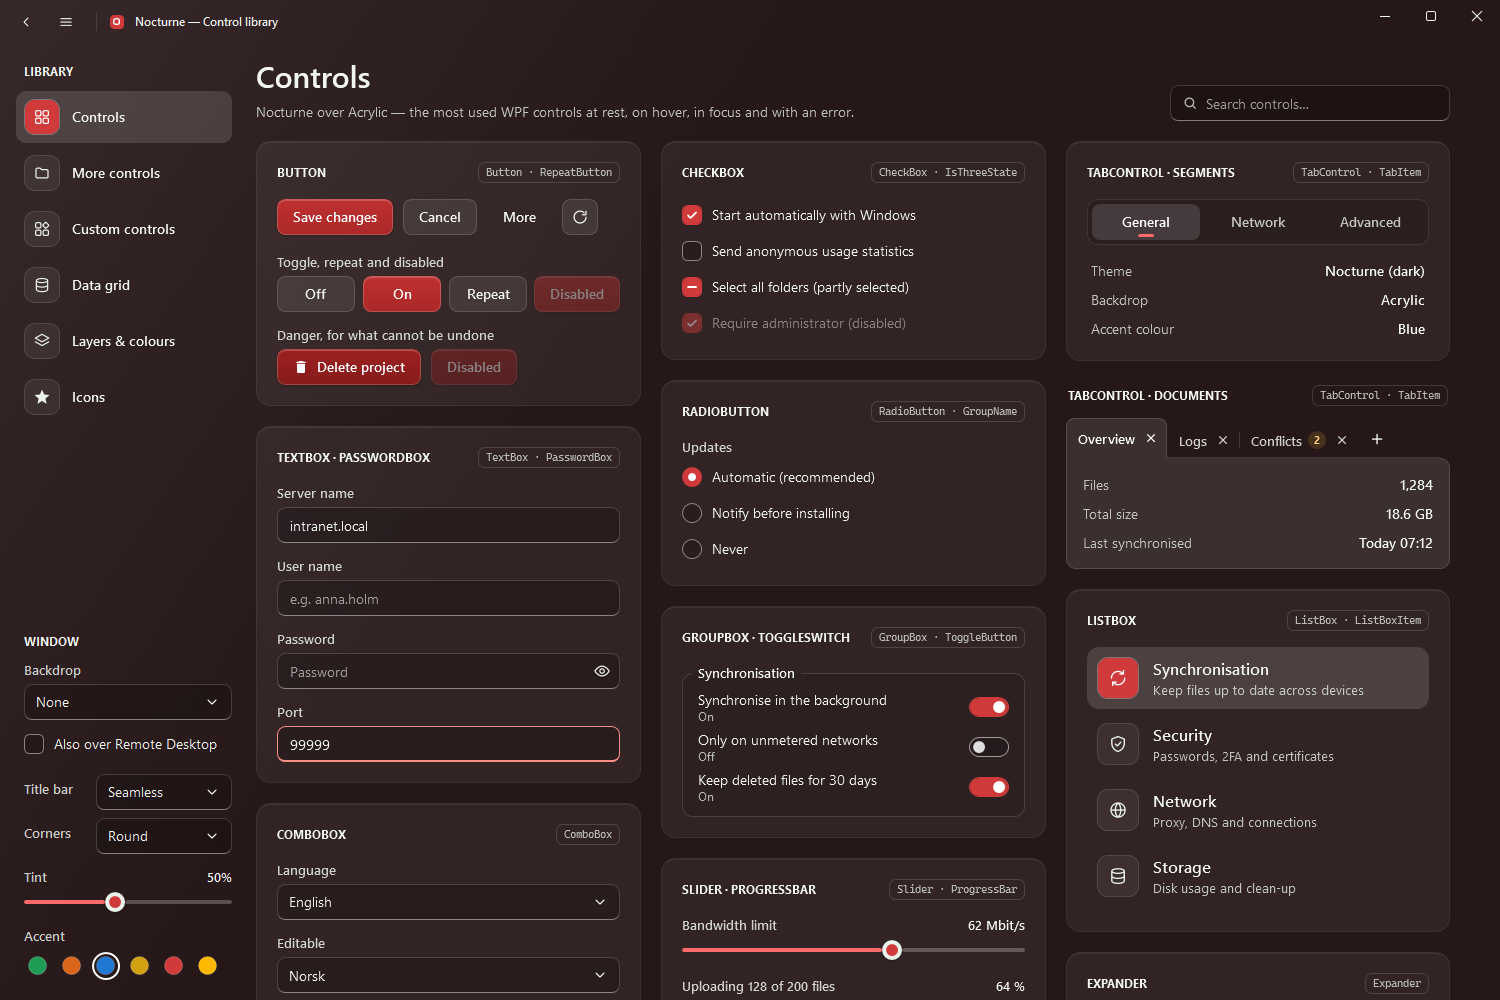 Nocturne — Control library
LIBRARY
Controls
More controls
Custom controls
Data grid
Layers & colours
Icons
WINDOW
Backdrop
None
Also over Remote Desktop
Title bar
Seamless
Corners
Round
Tint
50%
Accent
Controls
Nocturne over Acrylic — the most used WPF controls at rest, on hover, in focus and with an error.
Search controls...
BUTTON
Button · RepeatButton
Save changes
Cancel
More
Toggle, repeat and disabled
Off
On
Repeat
Disabled
Danger, for what cannot be undone
Delete project
Disabled
TEXTBOX · PASSWORDBOX
TextBox · PasswordBox
Server name
intranet.local
User name
e.g. anna.holm
Password
Password
Port
99999
COMBOBOX
ComboBox
Language
English
Editable
Norsk
CHECKBOX
CheckBox · IsThreeState
Start automatically with Windows
Send anonymous usage statistics
Select all folders (partly selected)
Require administrator (disabled)
RADIOBUTTON
RadioButton · GroupName
Updates
Automatic (recommended)
Notify before installing
Never
GROUPBOX · TOGGLESWITCH
GroupBox · ToggleButton
Synchronisation
Synchronise in the background
On
Only on unmetered networks
Off
Keep deleted files for 30 days
On
SLIDER · PROGRESSBAR
Slider · ProgressBar
Bandwidth limit
62 Mbit/s
Uploading 128 of 200 files
64 %
TABCONTROL · SEGMENTS
TabControl · TabItem
General
Network
Advanced
Theme
Nocturne (dark)
Backdrop
Acrylic
Accent colour
Blue
TABCONTROL · DOCUMENTS
TabControl · TabItem
Overview
Logs
Conflicts
2
Files
1,284
Total size
18.6 GB
Last synchronised
Today 07:12
LISTBOX
ListBox · ListBoxItem
Synchronisation
Keep files up to date across devices
Security
Passwords, 2FA and certificates
Network
Proxy, DNS and connections
Storage
Disk usage and clean-up
EXPANDER
Expander